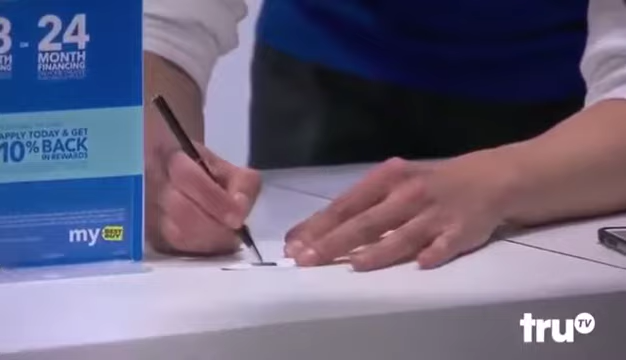 24
MONTH
FINANCING
APPLY TODAY & GET
10% BACK
IN REWARDS
my BEST BUY
truTV